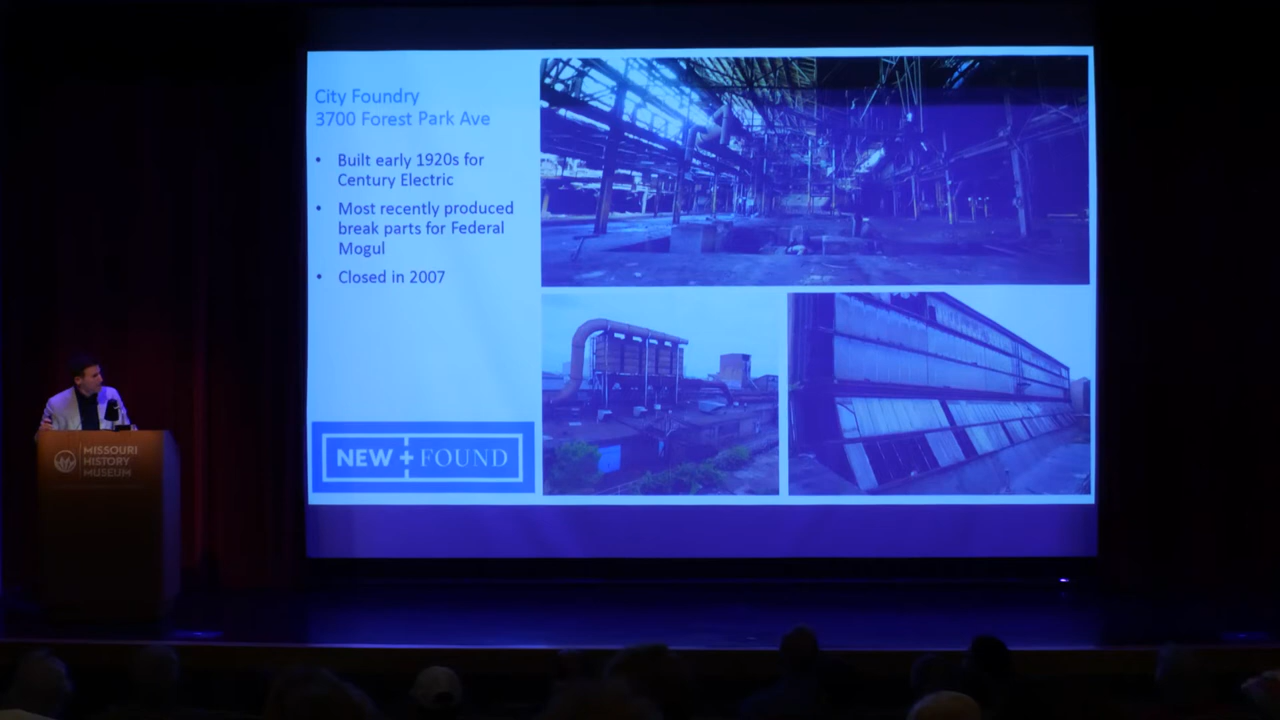 City Foundry
3700 Forest Park Ave
• Built early 1920s for
Century Electric
• Most recently produced
break parts for Federal
Mogul
• Closed in 2007
NEW + FOUND
MISSOURI
HISTORY
MUSEUM